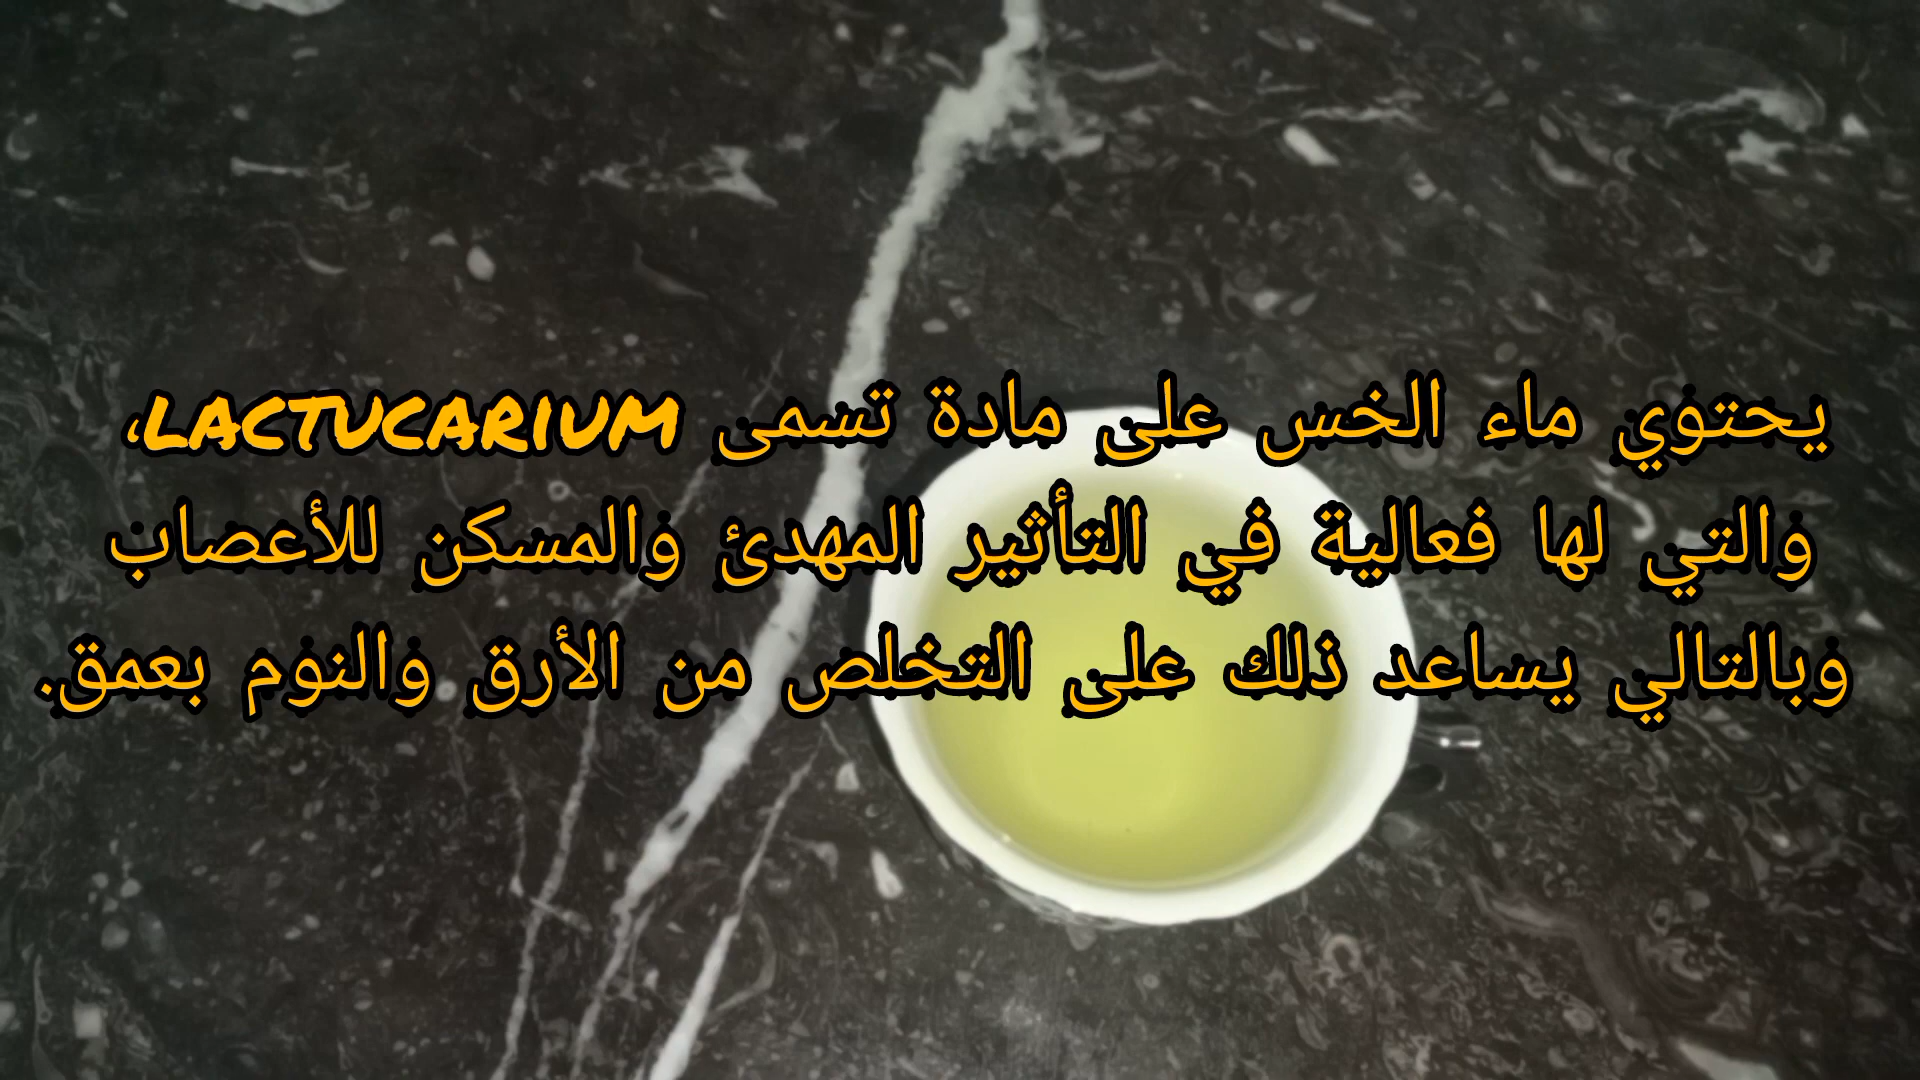 يحتوي ماء الخس على مادة تسمى LACTUCARIUM،
والتي لها فعالية في التأثير المهدئ والمسكن للأعصاب
وبالتالي يساعد ذلك على التخلص من الأرق والنوم بعمق.